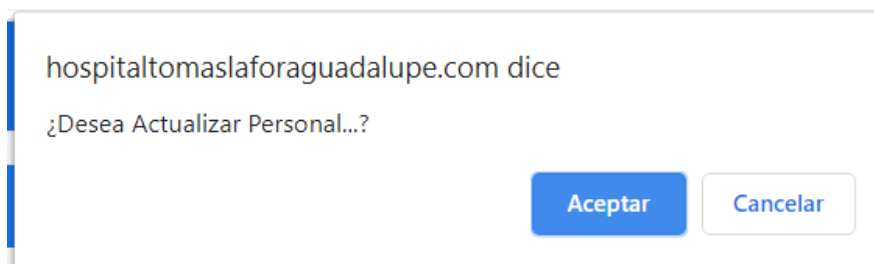 hospitaltomaslaforaguadalupe.com dice
¿Desea Actualizar Personal...?
Aceptar Cancelar